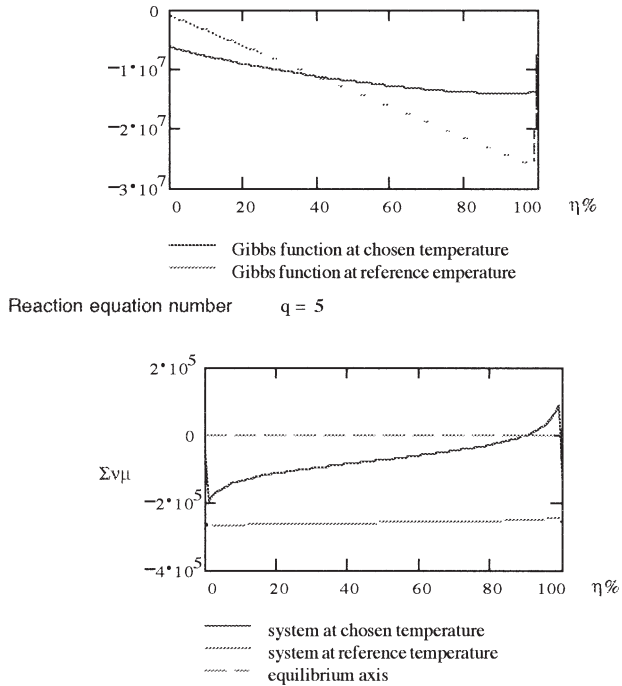 0
−1•10⁷
−2•10⁷
−3•10⁷
0 20 40 60 80 100 η%
Gibbs function at chosen temperature
Gibbs function at reference emperature
Reaction equation number q = 5
2•10⁵
0
Σνμ
−2•10⁵
−4•10⁵
0 20 40 60 80 100 η%
system at chosen temperature
system at reference temperature
equilibrium axis